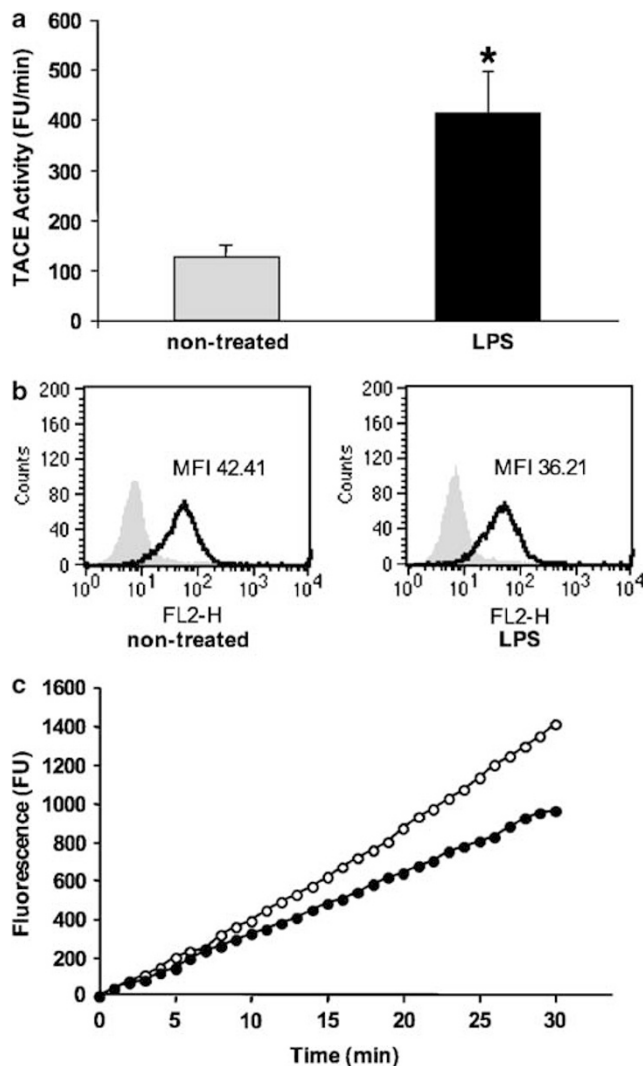 a
TACE Activity (FU/min)
600
500
400
300
200
100
0
*
non-treated
LPS
b
Counts
200
160
120
80
40
0
MFI 42.41
10⁰ 10¹ 10² 10³ 10⁴
FL2-H
non-treated
Counts
200
160
120
80
40
0
MFI 36.21
10⁰ 10¹ 10² 10³ 10⁴
FL2-H
LPS
c
Fluorescence (FU)
1600
1400
1200
1000
800
600
400
200
0
0 5 10 15 20 25 30
Time (min)